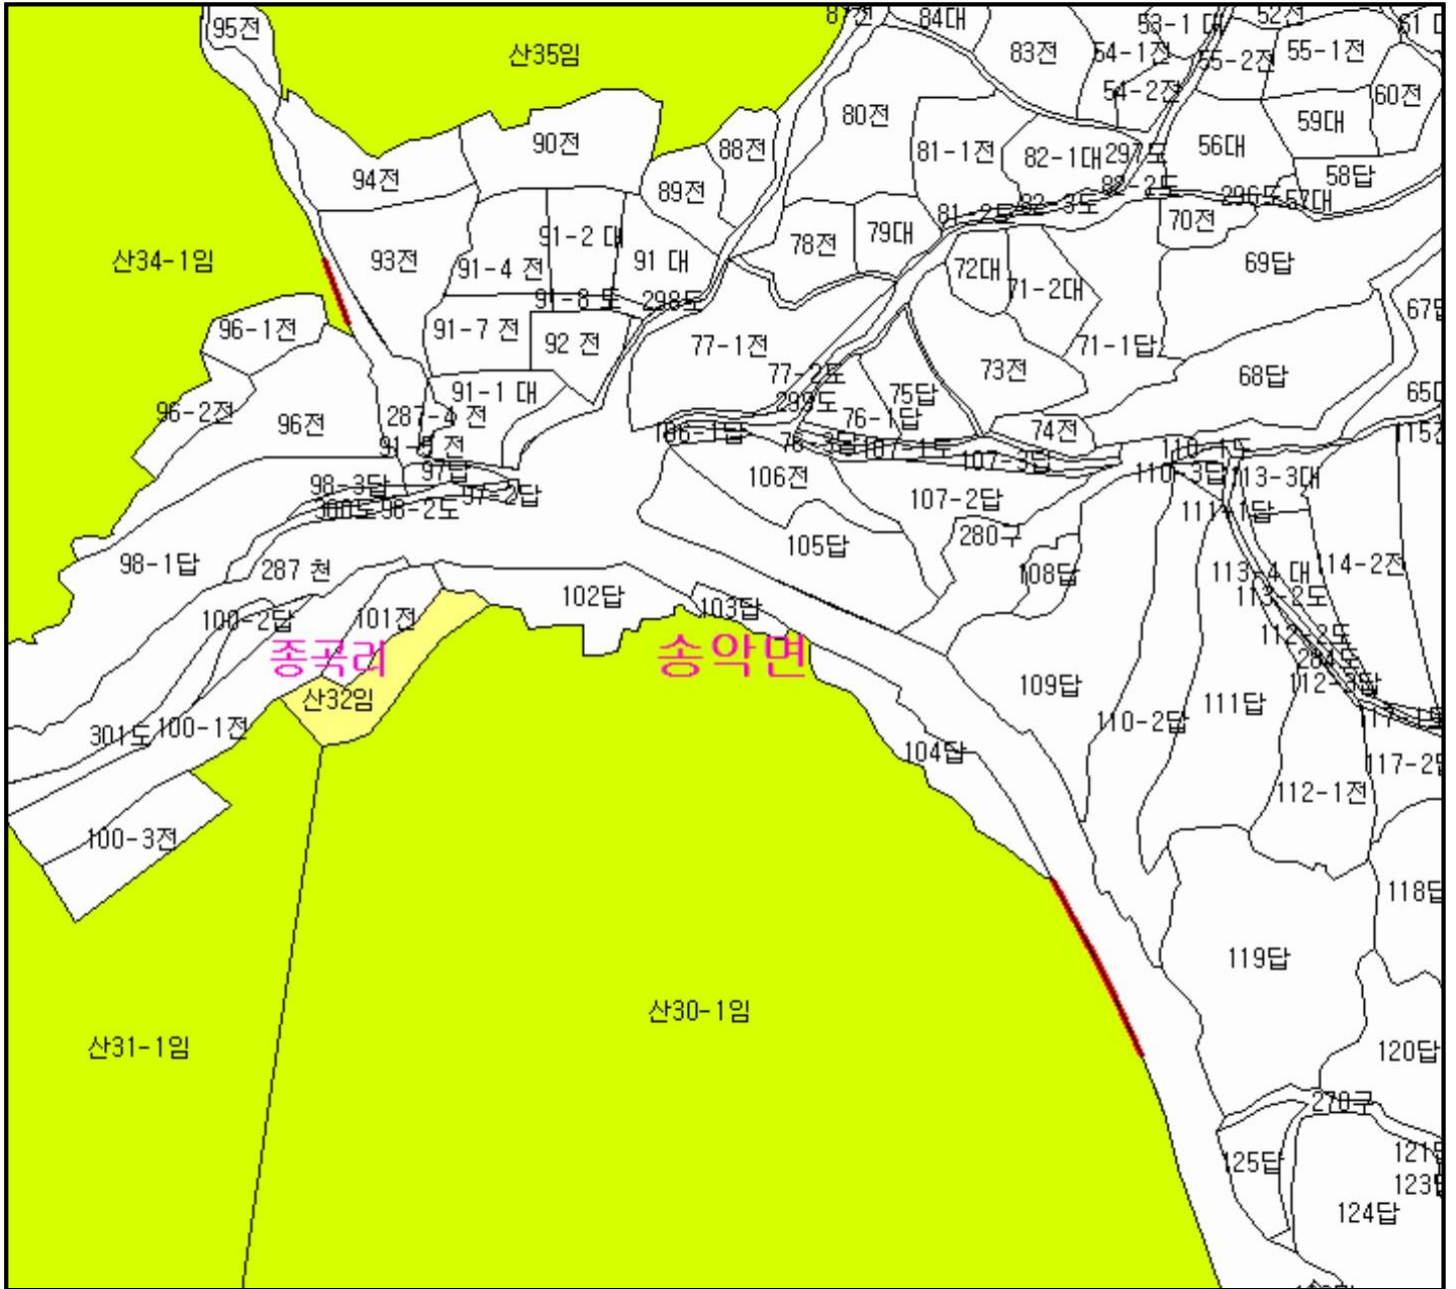 95전
산35임
84대
83전
53-1 대
52전
54-1전
55-2전
55-1전
54-2전
60전
80전
59대
90전
88전
81-1전
82-1대
297도
56대
94전
89전
82-2도
58답
296도
57대
81-2도
82-3도
70전
산34-1임
93전
91-4 전
91-2 대
91 대
78전
79대
72대
71-2대
69답
91-8 도
298도
96-1전
91-7 전
92 전
77-1전
71-1답
77-2도
73전
68답
91-1 대
75답
299도
96-2전
96전
287-4 전
76-1답
74전
106-1답
107-1도
107-3답
110-1도
97답
106전
110-3답
113-3대
98-3답
300도
98-2도
97-2답
107-2답
111-1답
280구
98-1답
287 천
105답
108답
113-4 대
114-2전
113-2도
102답
103답
100-2답
101전
112-2도
종곡리
송악면
284도
산32임
109답
112-3답
301도
100-1전
110-2답
111답
104답
112-1전
100-3전
119답
산30-1임
산31-1임
120답
270구
125답
124답